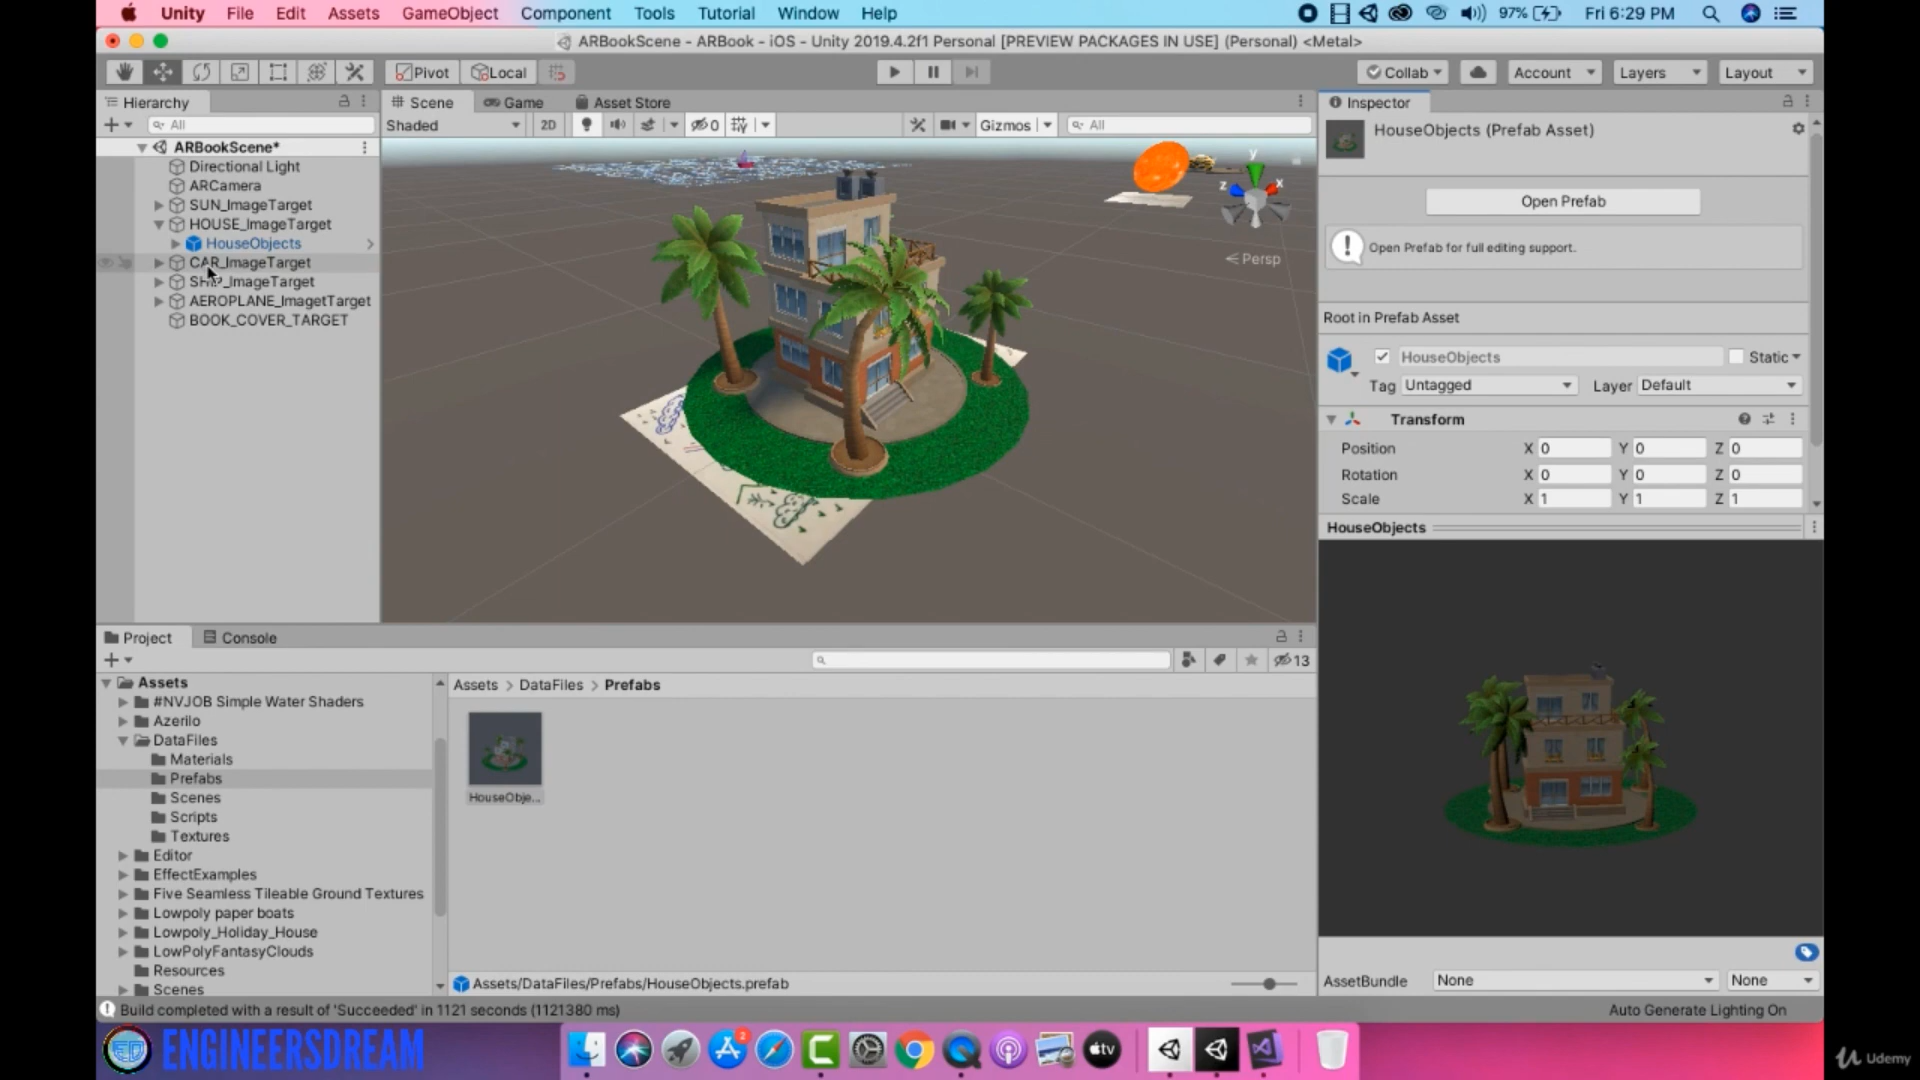 Unity File Edit Assets GameObject Component Tools Tutorial Window Help 97% Fri 6:29 PM
ARBookScene - ARBook - iOS - Unity 2019.4.2f1 Personal [PREVIEW PACKAGES IN USE] (Personal) <Metal>
Pivot Local Collab Account Layers Layout
Hierarchy
All
ARBookScene*
Directional Light
ARCamera
SUN_ImageTarget
HOUSE_ImageTarget
HouseObjects
CAR_ImageTarget
SHIP_ImageTarget
AEROPLANE_ImagetTarget
BOOK_COVER_TARGET
Scene Game Asset Store
Shaded 2D 0 Gizmos All
y
z x
Persp
Inspector
HouseObjects (Prefab Asset)
Open Prefab
Open Prefab for full editing support.
Root in Prefab Asset
HouseObjects Static
Tag Untagged Layer Default
Transform
Position X 0 Y 0 Z 0
Rotation X 0 Y 0 Z 0
Scale X 1 Y 1 Z 1
HouseObjects
AssetBundle None None
Project Console
13
Assets
#NVJOB Simple Water Shaders
Azerilo
DataFiles
Materials
Prefabs
Scenes
Scripts
Textures
Editor
EffectExamples
Five Seamless Tileable Ground Textures
Lowpoly paper boats
Lowpoly_Holiday_House
LowPolyFantasyClouds
Resources
Scenes
Assets > DataFiles > Prefabs
HouseObje...
Assets/DataFiles/Prefabs/HouseObjects.prefab
Build completed with a result of 'Succeeded' in 1121 seconds (1121380 ms)
Auto Generate Lighting On
ENGINEERSDREAM
2
tv
Udemy